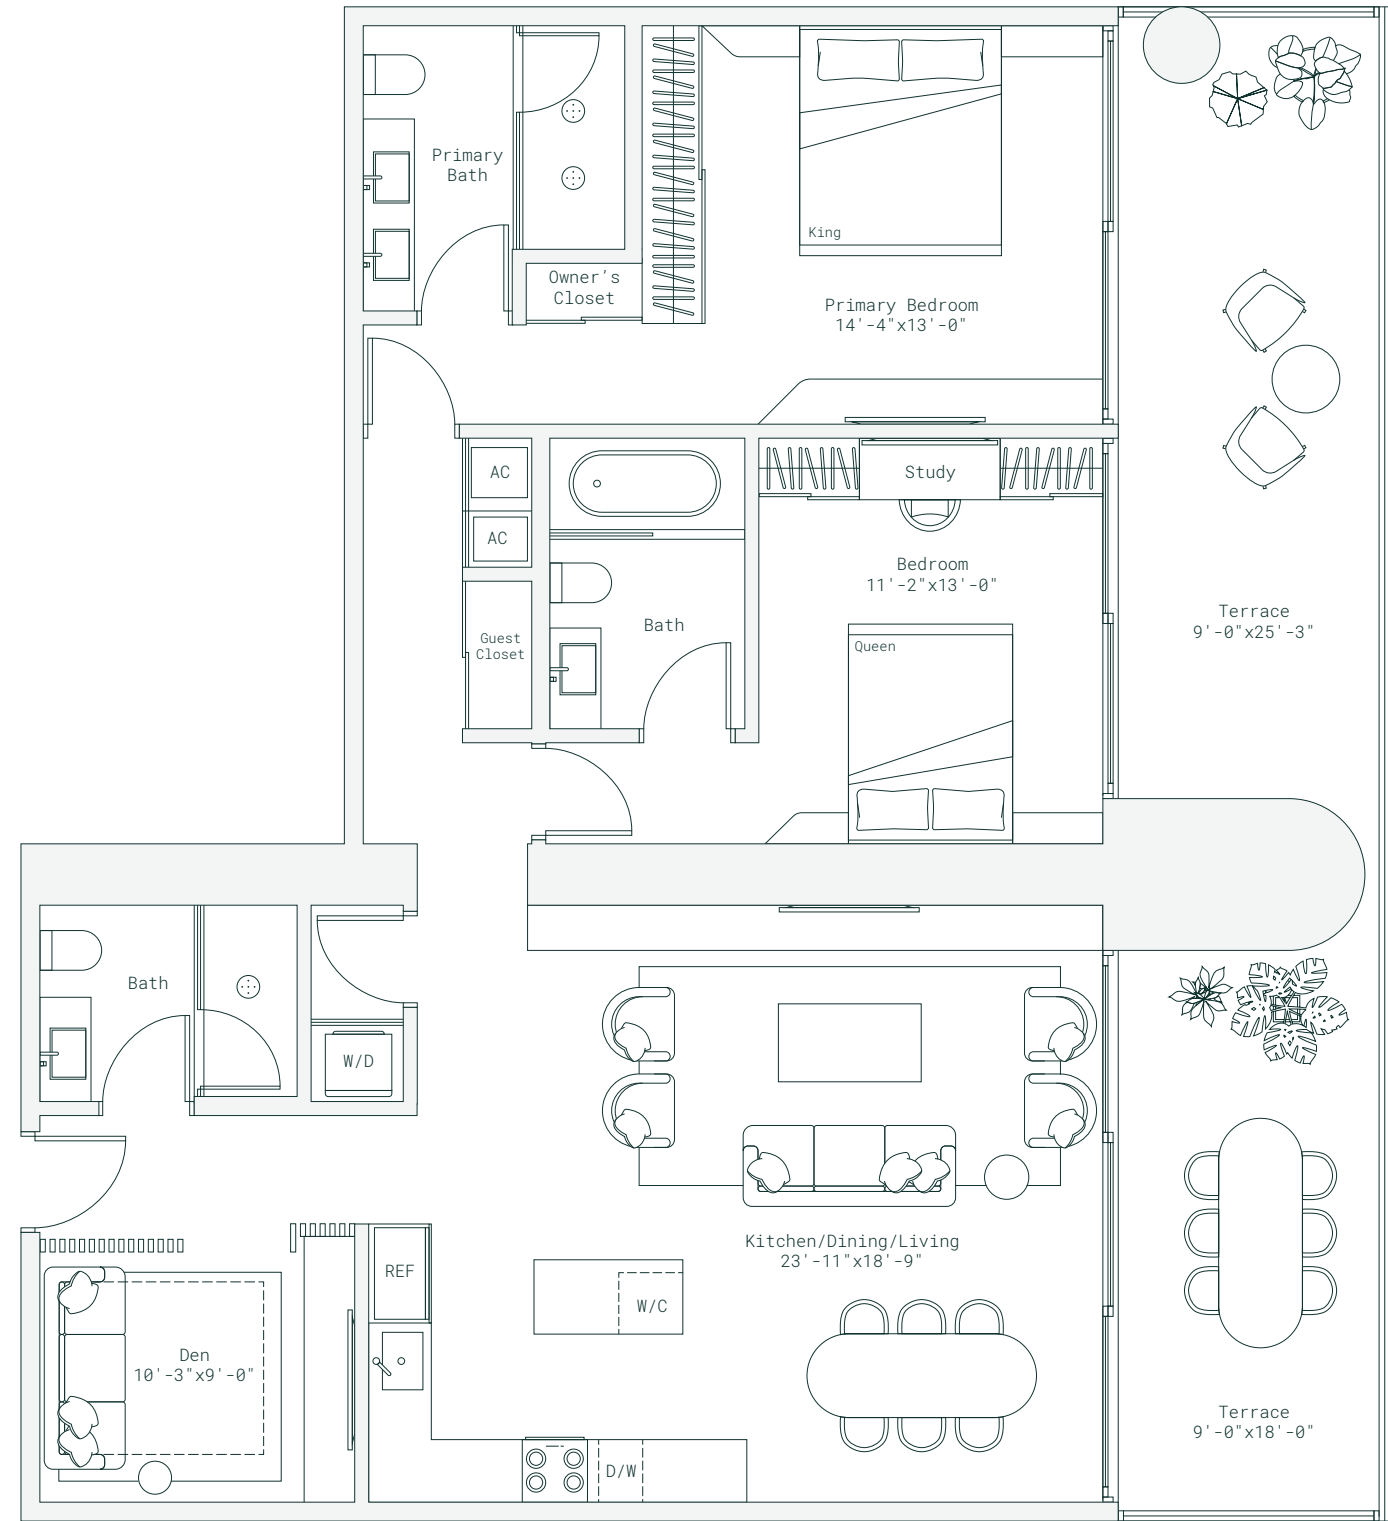 Primary
Bath
Owner's
Closet
King
Primary Bedroom
14'-4"x13'-0"
AC
AC
Study
Bedroom
11'-2"x13'-0"
Guest
Closet
Bath
Queen
Terrace
9'-0"x25'-3"
Bath
W/D
Kitchen/Dining/Living
23'-11"x18'-9"
REF
W/C
Den
10'-3"x9'-0"
D/W
Terrace
9'-0"x18'-0"